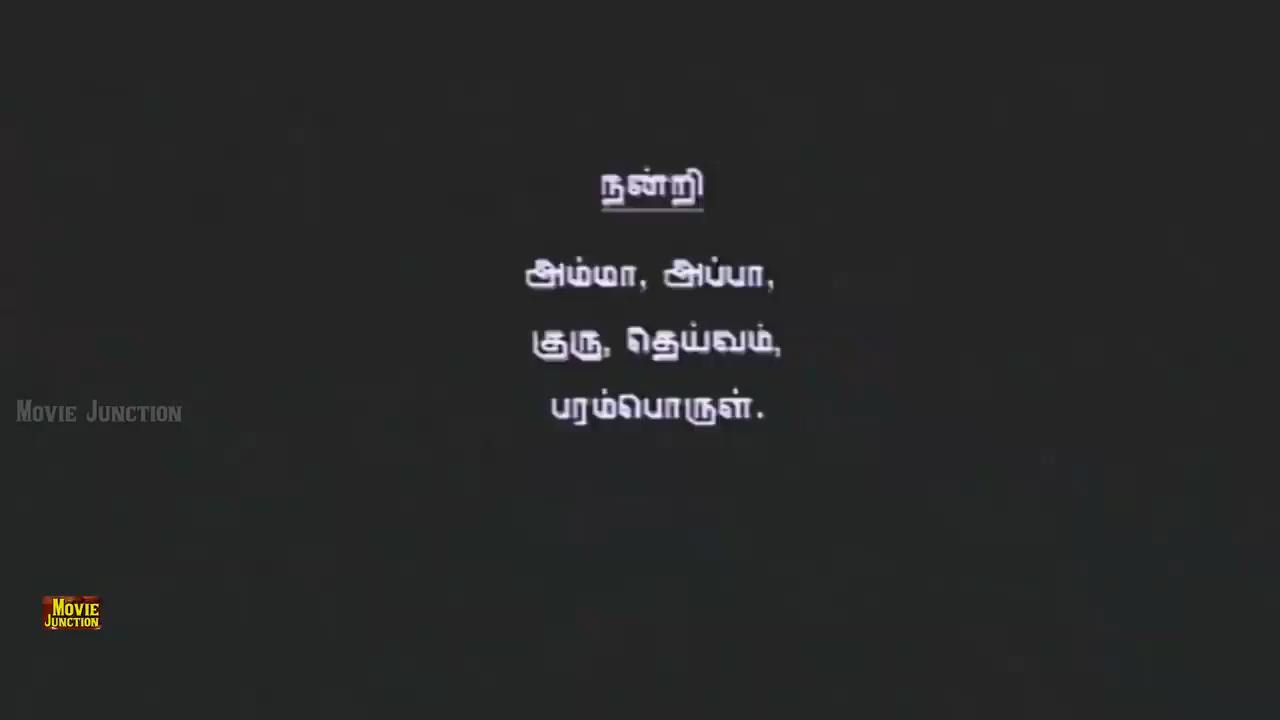 நன்றி
அம்மா, அப்பா,
குரு, தெய்வம்,
பரம்பொருள்.
MOVIE JUNCTION
MOVIE
JUNCTION